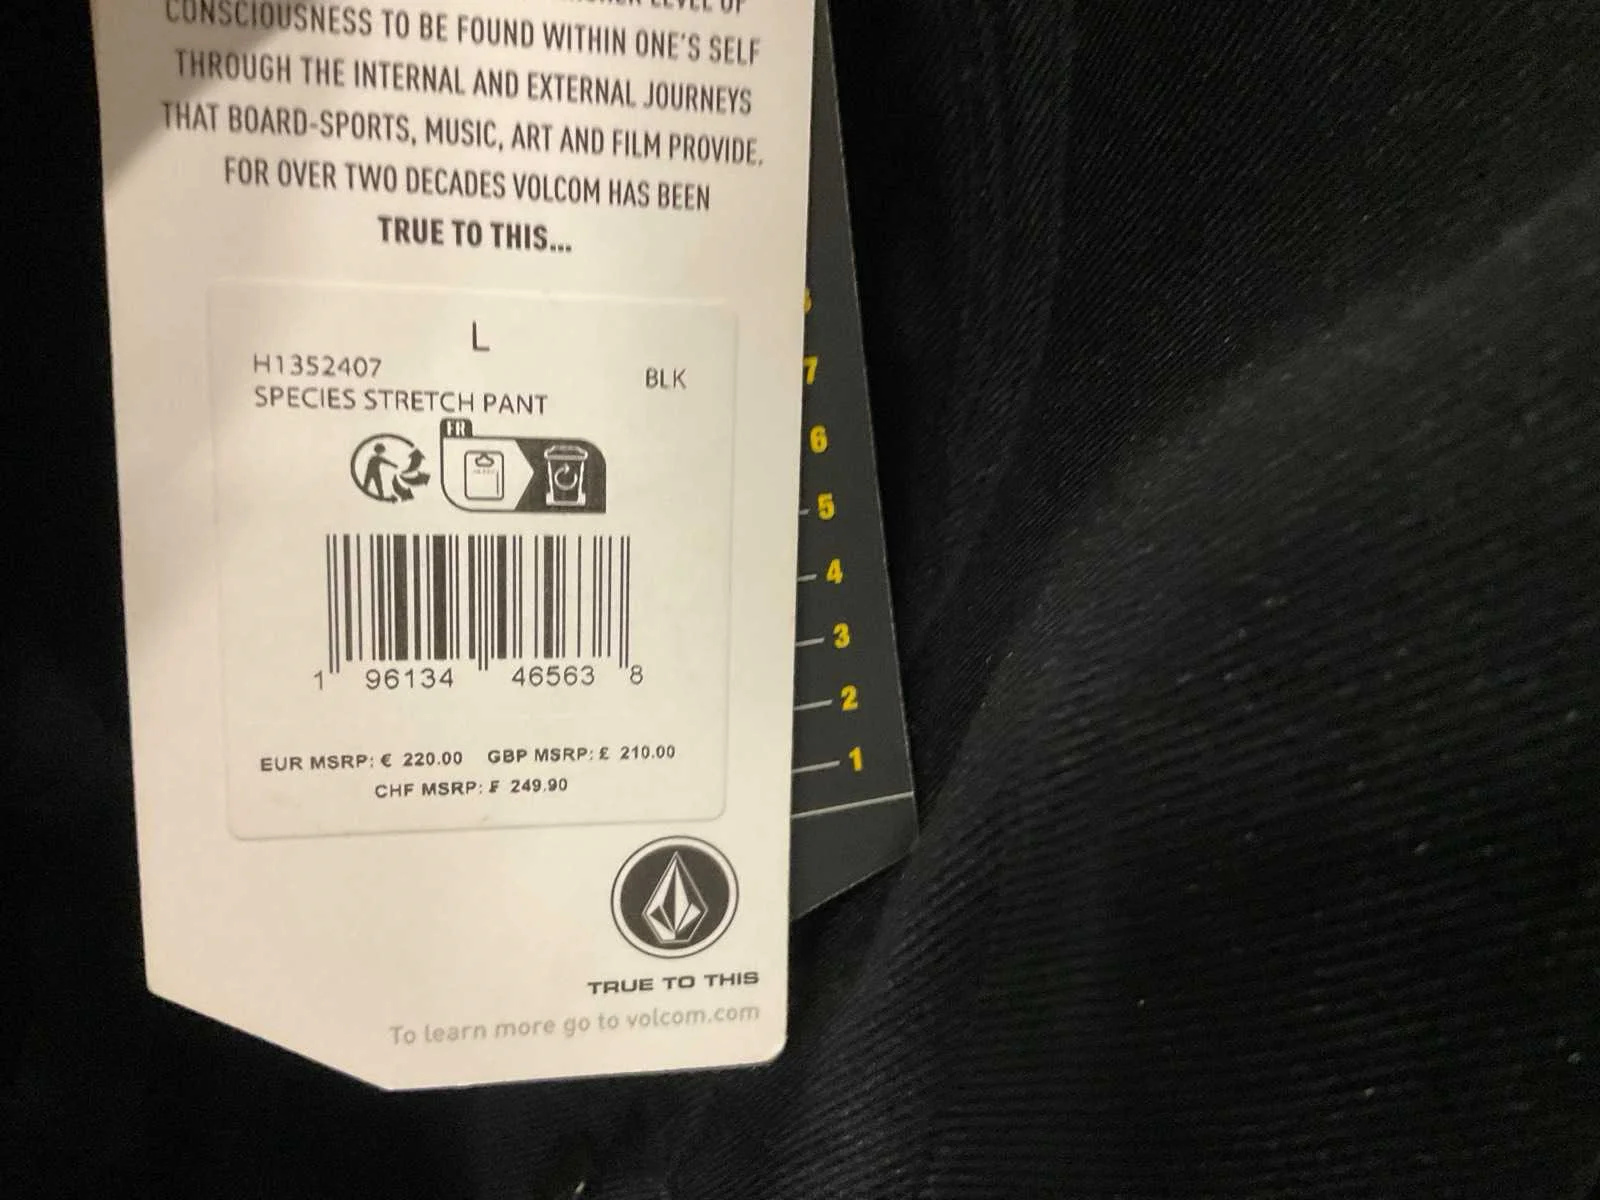 LEVEL OF
CONSCIOUSNESS TO BE FOUND WITHIN ONE'S SELF
THROUGH THE INTERNAL AND EXTERNAL JOURNEYS
THAT BOARD-SPORTS, MUSIC, ART AND FILM PROVIDE.
FOR OVER TWO DECADES VOLCOM HAS BEEN
TRUE TO THIS...
L
H1352407
BLK
SPECIES STRETCH PANT
FR
1 96134 46563 8
EUR MSRP: € 220.00 GBP MSRP: £ 210.00
CHF MSRP: ₣ 249.90
TRUE TO THIS
To learn more go to volcom.com
7
6
5
4
3
2
1